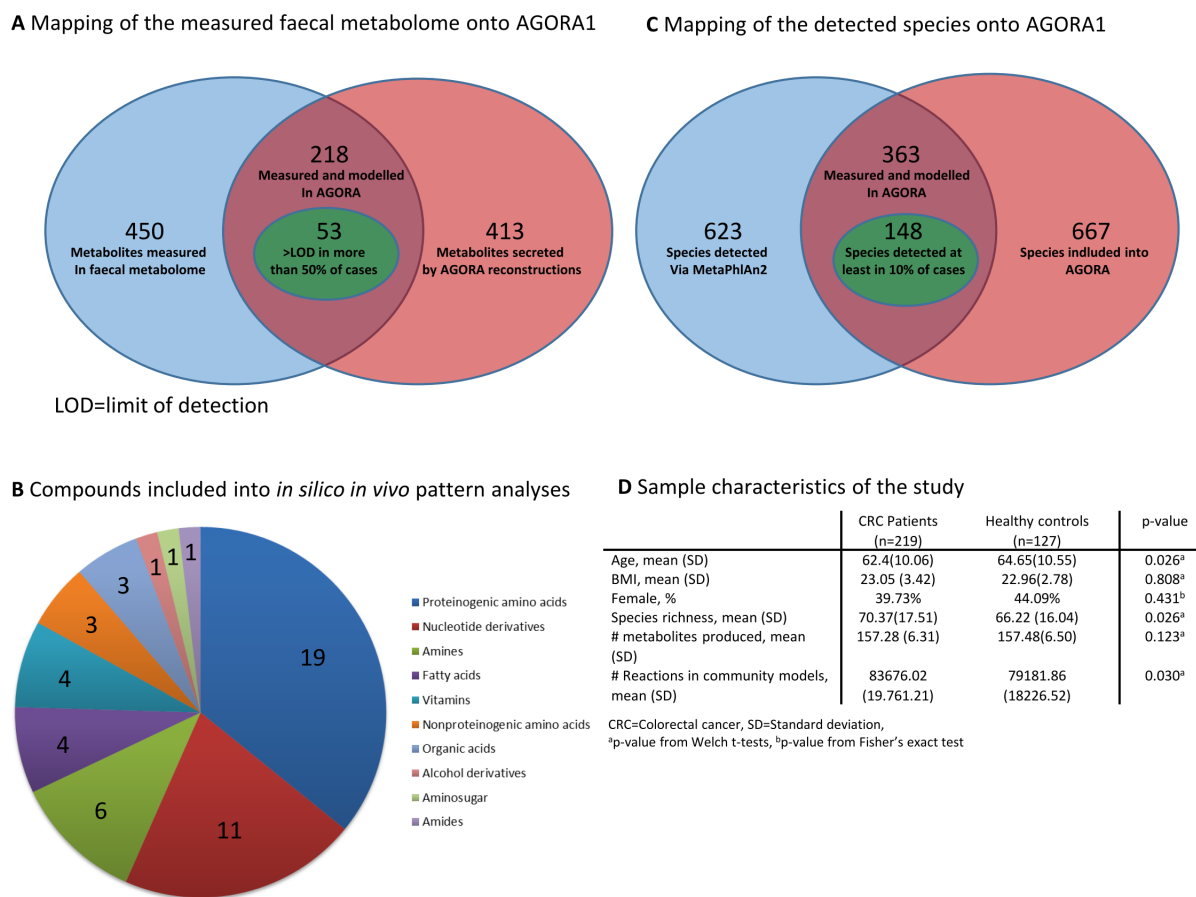 A Mapping of the measured faecal metabolome onto AGORA1
218
Measured and modelled
In AGORA
450
Metabolites measured
In faecal metabolome
53
>LOD in more
than 50% of cases
413
Metabolites secreted
by AGORA reconstructions
LOD=limit of detection
C Mapping of the detected species onto AGORA1
363
Measured and modelled
In AGORA
623
Species detected
Via MetaPhlAn2
148
Species detected at
least in 10% of cases
667
Species indluded into
AGORA
B Compounds included into in silico in vivo pattern analyses
19
11
6
4
4
3
3
1
1
1
Proteinogenic amino acids
Nucleotide derivatives
Amines
Fatty acids
Vitamins
Nonproteinogenic amino acids
Organic acids
Alcohol derivatives
Aminosugar
Amides
D Sample characteristics of the study
CRC Patients Healthy controls p-value
(n=219) (n=127)
Age, mean (SD) 62.4(10.06) 64.65(10.55) 0.026ᵃ
BMI, mean (SD) 23.05 (3.42) 22.96(2.78) 0.808ᵃ
Female, % 39.73% 44.09% 0.431ᵇ
Species richness, mean (SD) 70.37(17.51) 66.22 (16.04) 0.026ᵃ
# metabolites produced, mean 157.28 (6.31) 157.48(6.50) 0.123ᵃ
(SD)
# Reactions in community models, 83676.02 79181.86 0.030ᵃ
mean (SD) (19.761.21) (18226.52)
CRC=Colorectal cancer, SD=Standard deviation,
ᵃp-value from Welch t-tests, ᵇp-value from Fisher's exact test